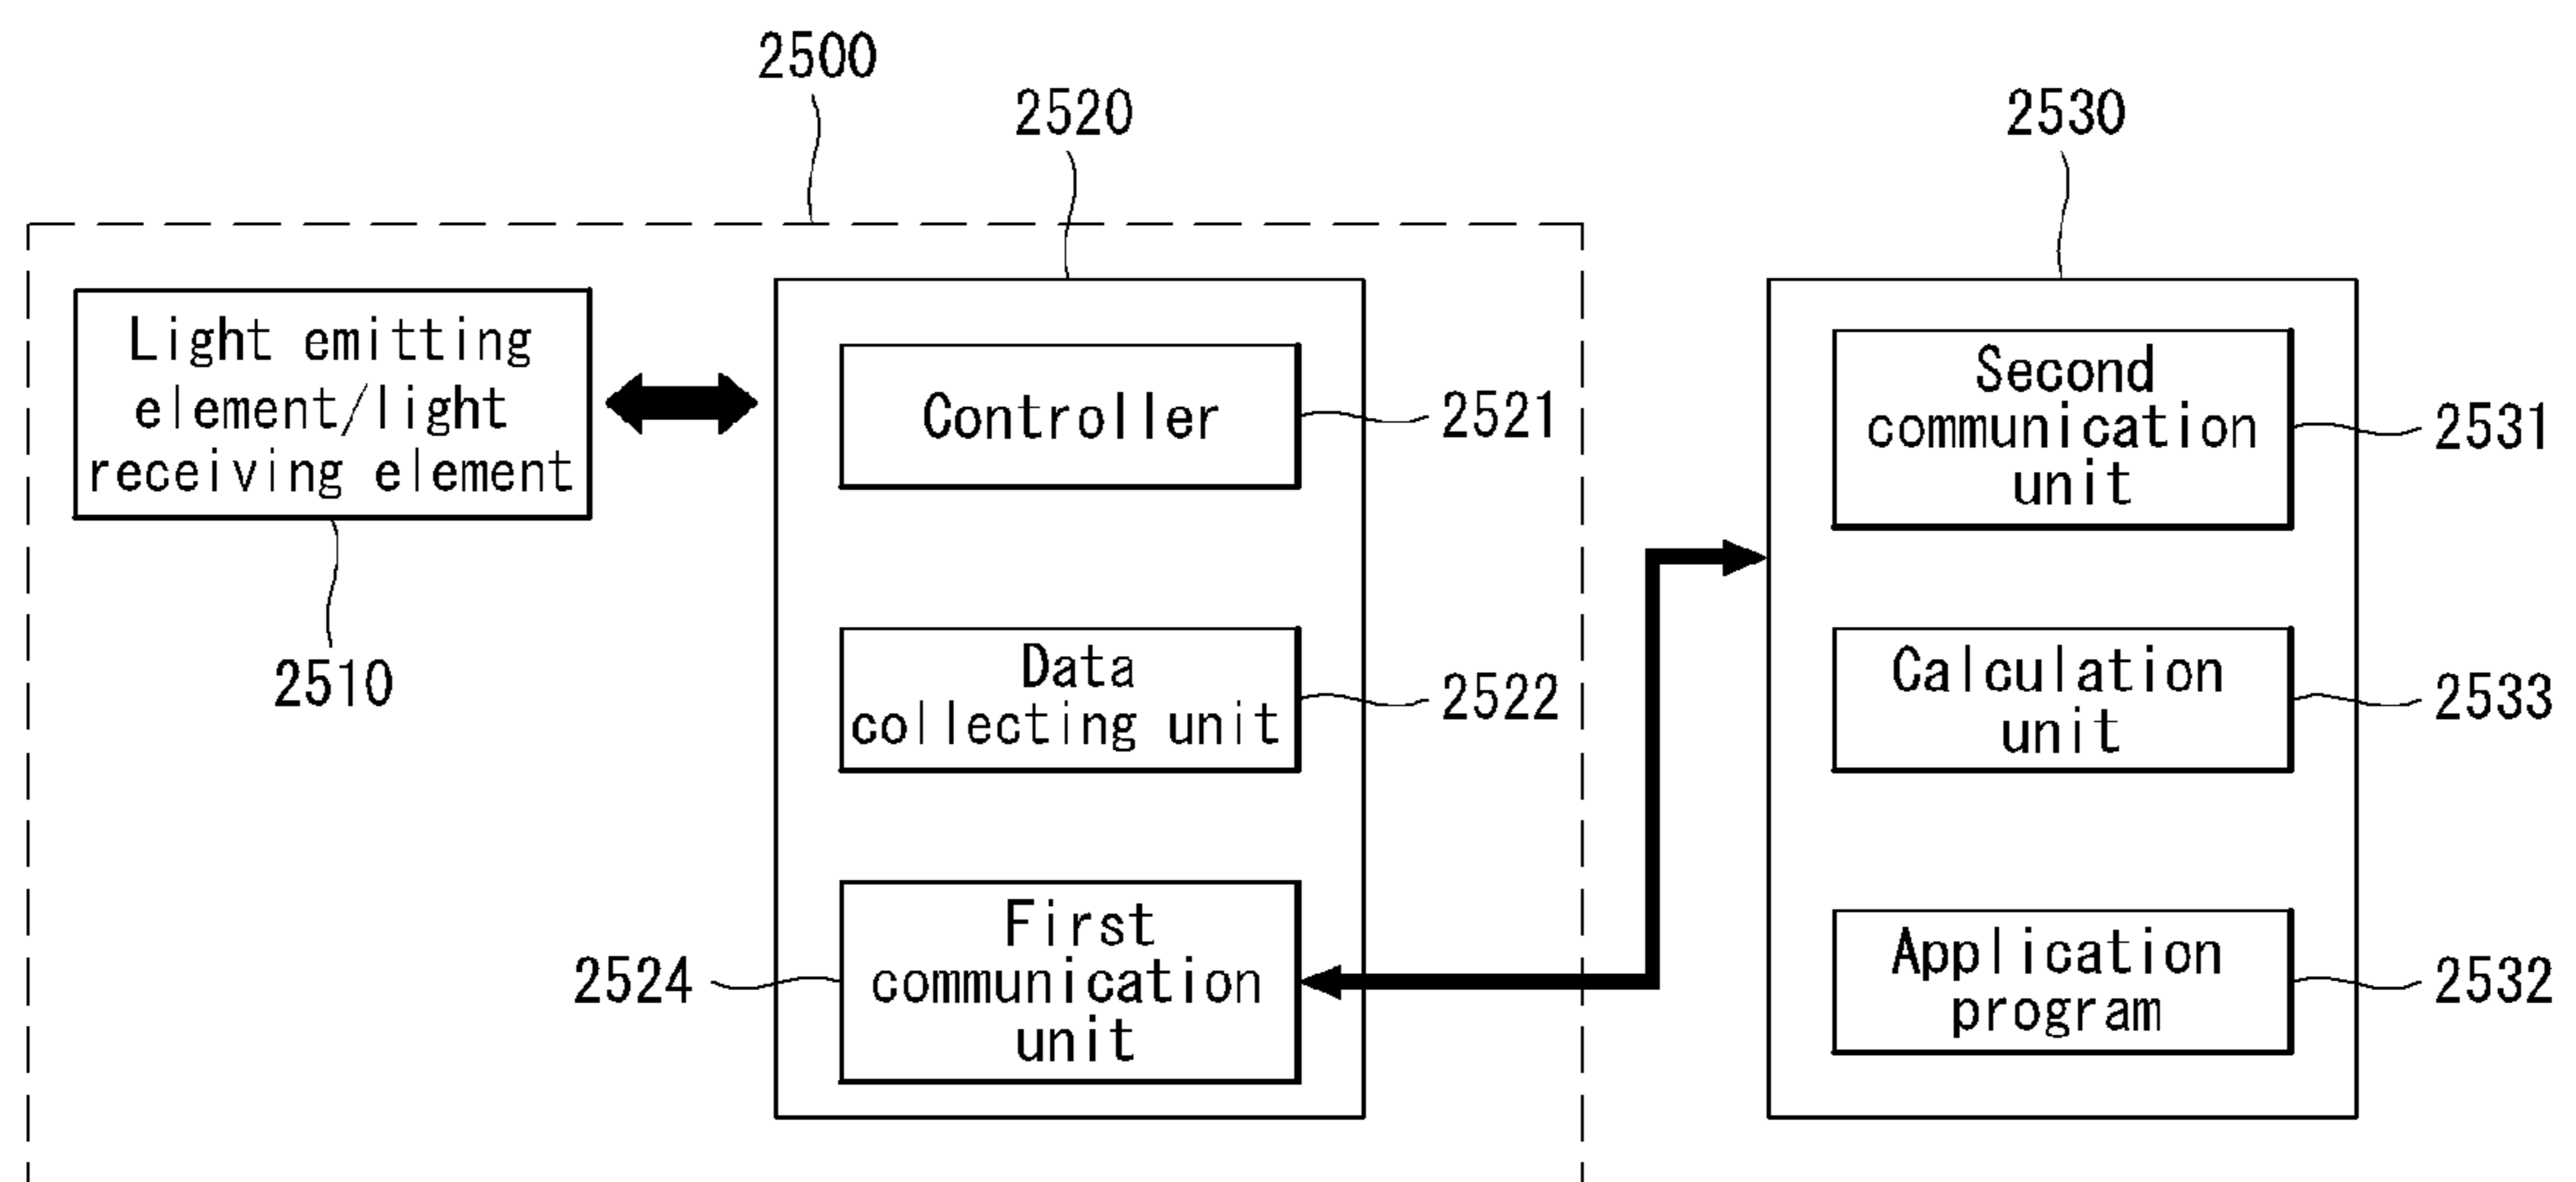 2500
2520
2530
Light emitting
element/light
receiving element
2510
Controller
2521
Data
collecting unit
2522
First
communication
unit
2524
Second
communication
unit
2531
Calculation
unit
2533
Application
program
2532